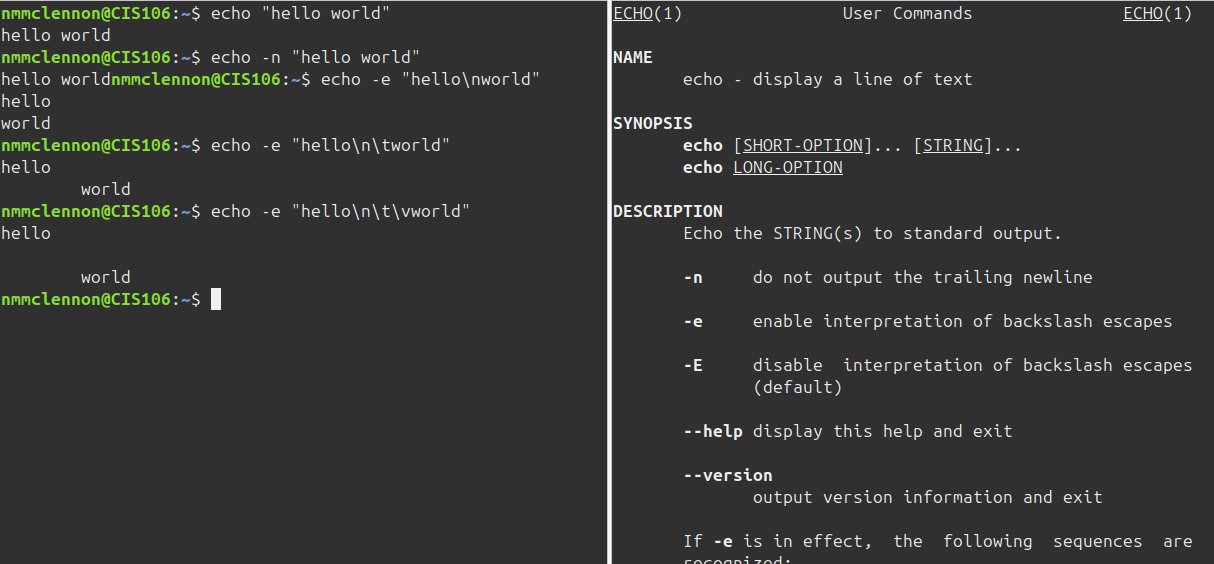 nmmclennon@CIS106:~$ echo "hello world"
hello world
nmmclennon@CIS106:~$ echo -n "hello world"
hello worldnmmclennon@CIS106:~$ echo -e "hello\nworld"
hello
world
nmmclennon@CIS106:~$ echo -e "hello\n\tworld"
hello
        world
nmmclennon@CIS106:~$ echo -e "hello\n\t\vworld"
hello

        world
nmmclennon@CIS106:~$
ECHO(1)                User Commands               ECHO(1)

NAME
       echo - display a line of text

SYNOPSIS
       echo [SHORT-OPTION]... [STRING]...
       echo LONG-OPTION

DESCRIPTION
       Echo the STRING(s) to standard output.

       -n     do not output the trailing newline

       -e     enable interpretation of backslash escapes

       -E     disable  interpretation of backslash escapes
              (default)

       --help display this help and exit

       --version
              output version information and exit

       If -e is in effect,  the  following  sequences  are
       recognized: